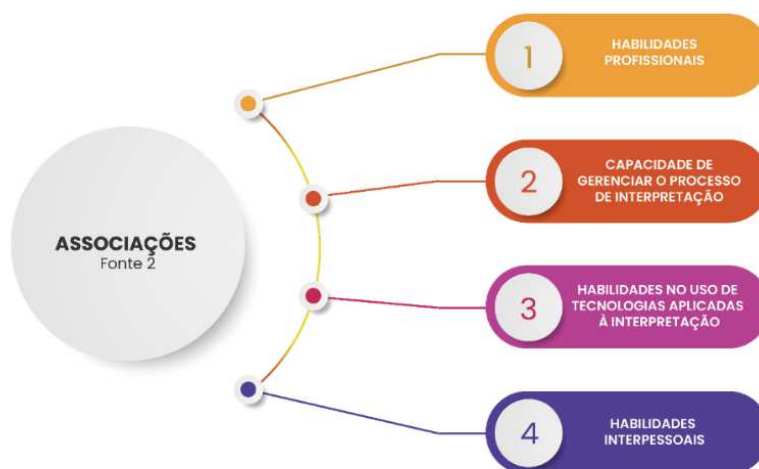 ASSOCIAÇÕES
Fonte 2
1
HABILIDADES
PROFISSIONAIS
2
CAPACIDADE DE
GERENCIAR O PROCESSO
DE INTERPRETAÇÃO
3
HABILIDADES NO USO DE
TECNOLOGIAS APLICADAS
À INTERPRETAÇÃO
4
HABILIDADES
INTERPESSOAIS